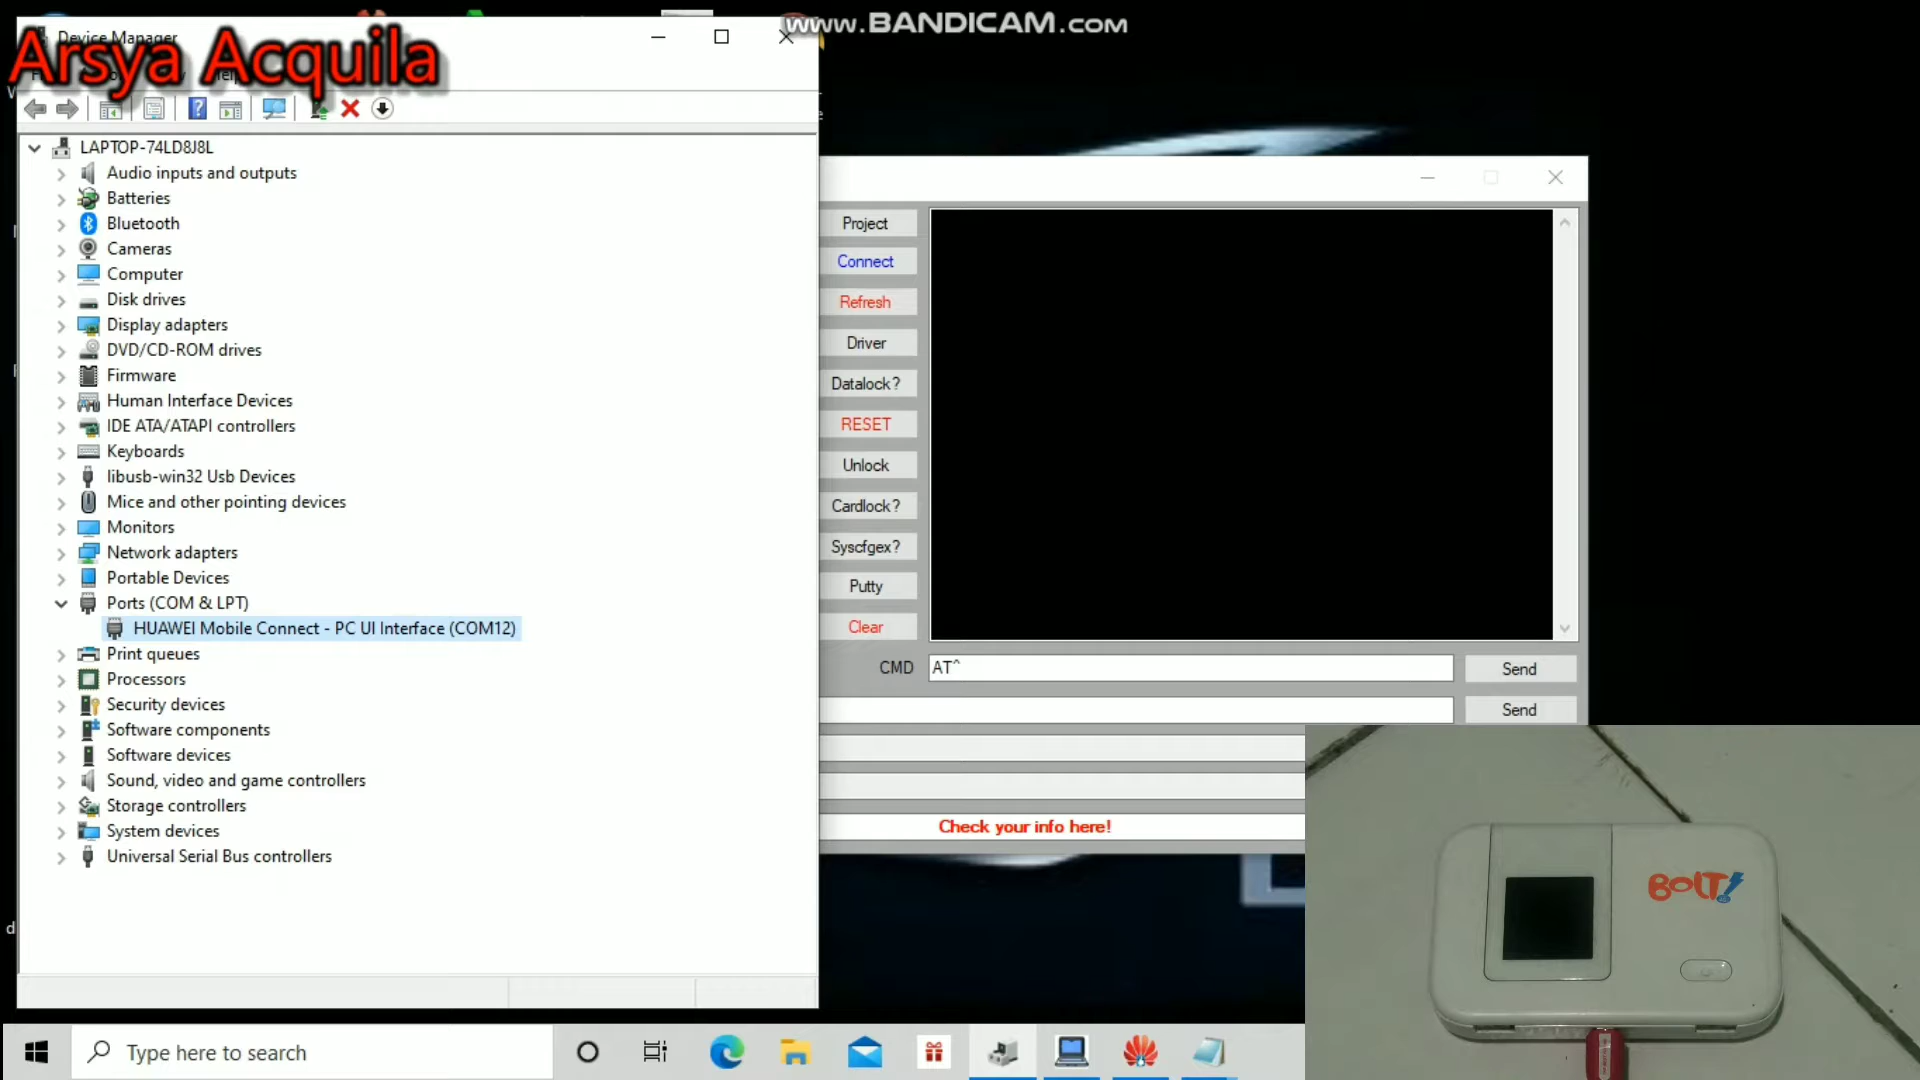 www.BANDICAM.com
Device Manager
Arsya Acquila
LAPTOP-74LD8J8L
Audio inputs and outputs
Batteries
Bluetooth
Cameras
Computer
Disk drives
Display adapters
DVD/CD-ROM drives
Firmware
Human Interface Devices
IDE ATA/ATAPI controllers
Keyboards
libusb-win32 Usb Devices
Mice and other pointing devices
Monitors
Network adapters
Portable Devices
Ports (COM & LPT)
HUAWEI Mobile Connect - PC UI Interface (COM12)
Print queues
Processors
Security devices
Software components
Software devices
Sound, video and game controllers
Storage controllers
System devices
Universal Serial Bus controllers
Project
Connect
Refresh
Driver
Datalock?
RESET
Unlock
Cardlock?
Syscfgex?
Putty
Clear
CMD AT^ Send
Send
Check your info here!
BOLT!
Type here to search